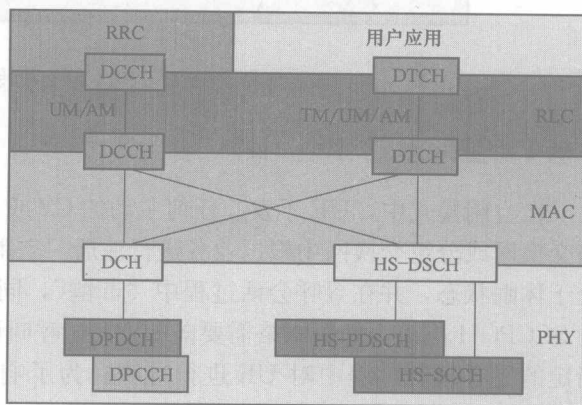 RRC
用户应用
DCCH
DTCH
UM/AM
TM/UM/AM
RLC
DCCH
DTCH
MAC
DCH
HS-DSCH
DPDCH
HS-PDSCH
PHY
DPCCH
HS-SCCH